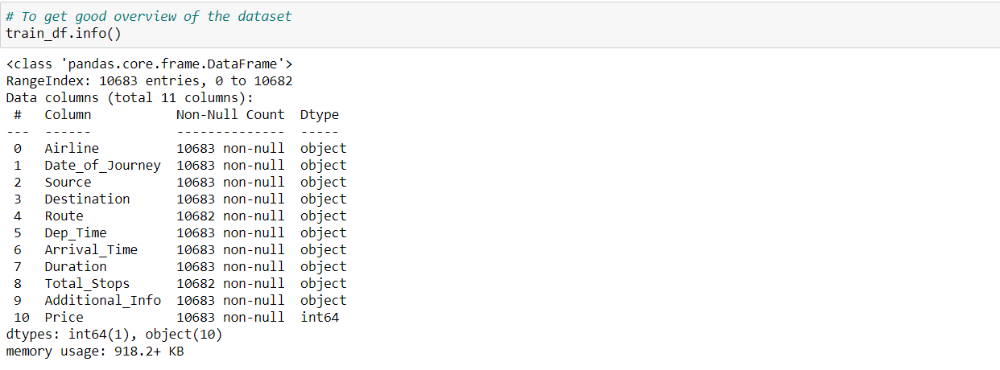 # To get good overview of the dataset
train_df.info()
<class 'pandas.core.frame.DataFrame'>
RangeIndex: 10683 entries, 0 to 10682
Data columns (total 11 columns):
 #   Column           Non-Null Count  Dtype
---  ------           --------------  -----
 0   Airline          10683 non-null  object
 1   Date_of_Journey  10683 non-null  object
 2   Source           10683 non-null  object
 3   Destination      10683 non-null  object
 4   Route            10682 non-null  object
 5   Dep_Time         10683 non-null  object
 6   Arrival_Time     10683 non-null  object
 7   Duration         10683 non-null  object
 8   Total_Stops      10682 non-null  object
 9   Additional_Info  10683 non-null  object
 10  Price            10683 non-null  int64
dtypes: int64(1), object(10)
memory usage: 918.2+ KB